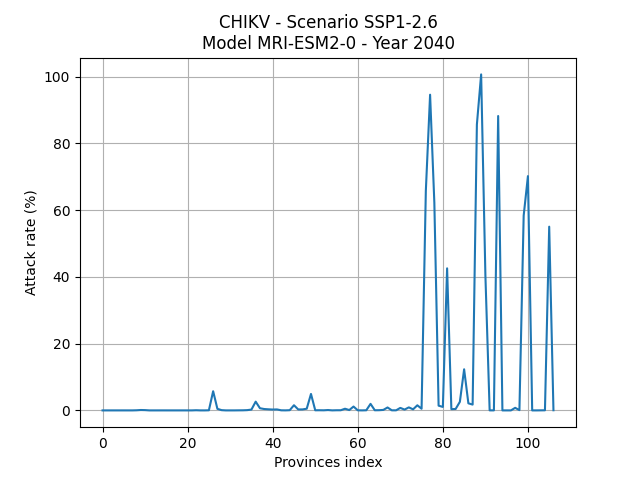 CHIKV - Scenario SSP1-2.6
Model MRI-ESM2-0 - Year 2040
Attack rate (%)
100
80
60
40
20
0
0 20 40 60 80 100
Provinces index